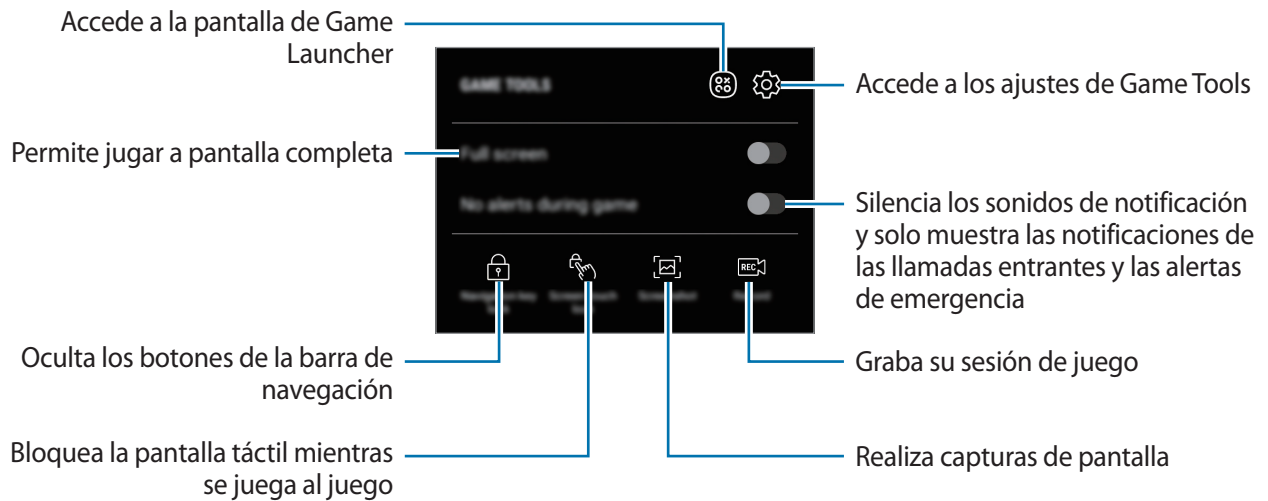 Accede a la pantalla de Game
Launcher
GAME TOOLS
Accede a los ajustes de Game Tools
Permite jugar a pantalla completa
Full screen
No alerts during game
Silencia los sonidos de notificación
y solo muestra las notificaciones de
las llamadas entrantes y las alertas
de emergencia
REC
Oculta los botones de la barra de
navegación
Graba su sesión de juego
Bloquea la pantalla táctil mientras
se juega al juego
Realiza capturas de pantalla